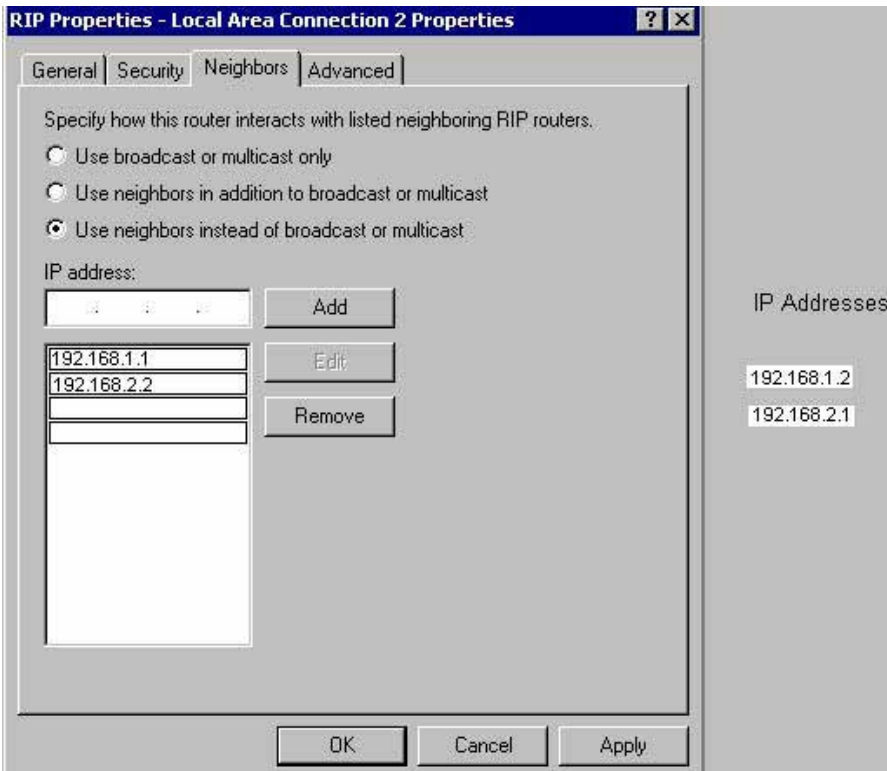 RIP Properties - Local Area Connection 2 Properties
General Security Neighbors Advanced
Specify how this router interacts with listed neighboring RIP routers.
Use broadcast or multicast only
Use neighbors in addition to broadcast or multicast
Use neighbors instead of broadcast or multicast
IP address:
Add
192.168.1.1
Edit
192.168.2.2
Remove
OK Cancel Apply
IP Addresses
192.168.1.2
192.168.2.1